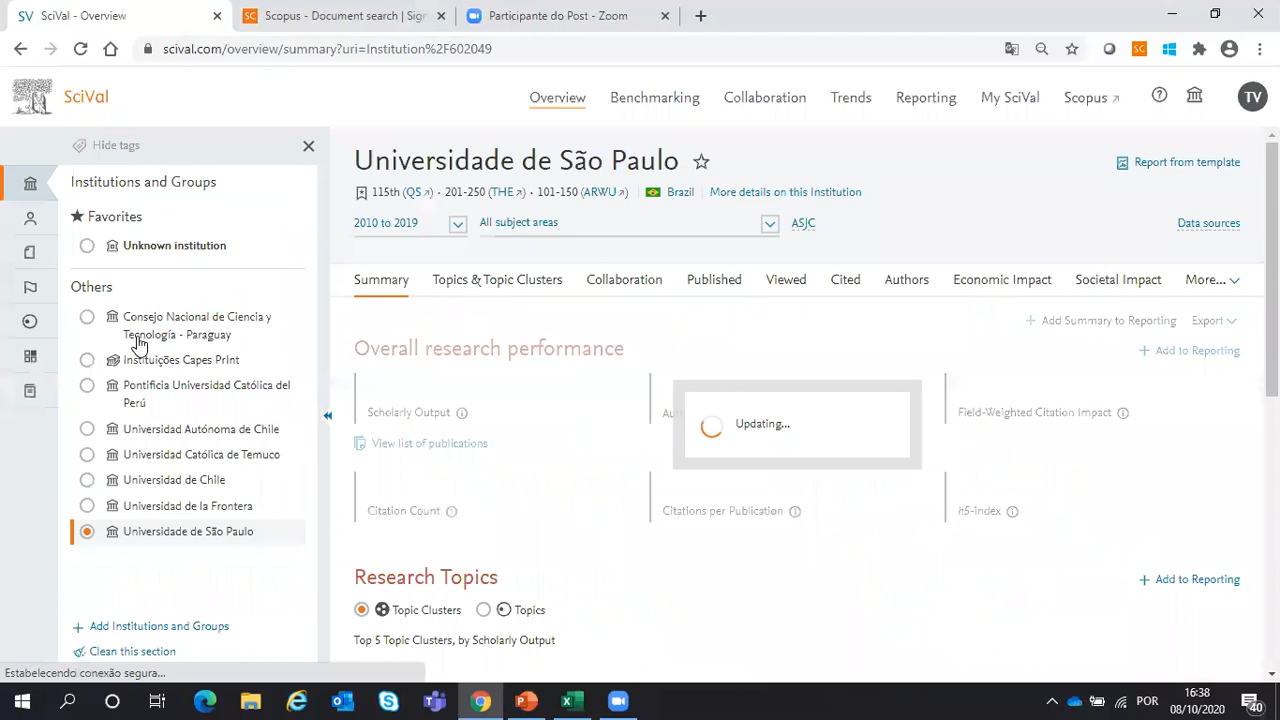 SciVal - Overview
Scopus - Document search | Sign
Participante do Post - Zoom
scival.com/overview/summary?uri=Institution%2F602049
SciVal
Overview
Benchmarking
Collaboration
Trends
Reporting
My SciVal
Scopus
TV
Hide tags
Institutions and Groups
Favorites
Unknown institution
Others
Consejo Nacional de Ciencia y
Tecnología - Paraguay
Instituições Capes PrInt
Pontificia Universidad Católica del
Perú
Universidad Autónoma de Chile
Universidad Católica de Temuco
Universidad de Chile
Universidad de la Frontera
Universidade de São Paulo
Add Institutions and Groups
Clean this section
Universidade de São Paulo
Report from template
115th (QS) · 201-250 (THE) · 101-150 (ARWU) Brazil More details on this Institution
2010 to 2019
All subject areas
ASJC
Data sources
Summary
Topics & Topic Clusters
Collaboration
Published
Viewed
Cited
Authors
Economic Impact
Societal Impact
More...
Add Summary to Reporting
Export
Overall research performance
Add to Reporting
Scholarly Output
Field-Weighted Citation Impact
View list of publications
Updating...
Citation Count
Citations per Publication
h5-index
Research Topics
Add to Reporting
Topic Clusters
Topics
Top 5 Topic Clusters, by Scholarly Output
Estabelecendo conexão segura...
POR
16:38
08/10/2020
40